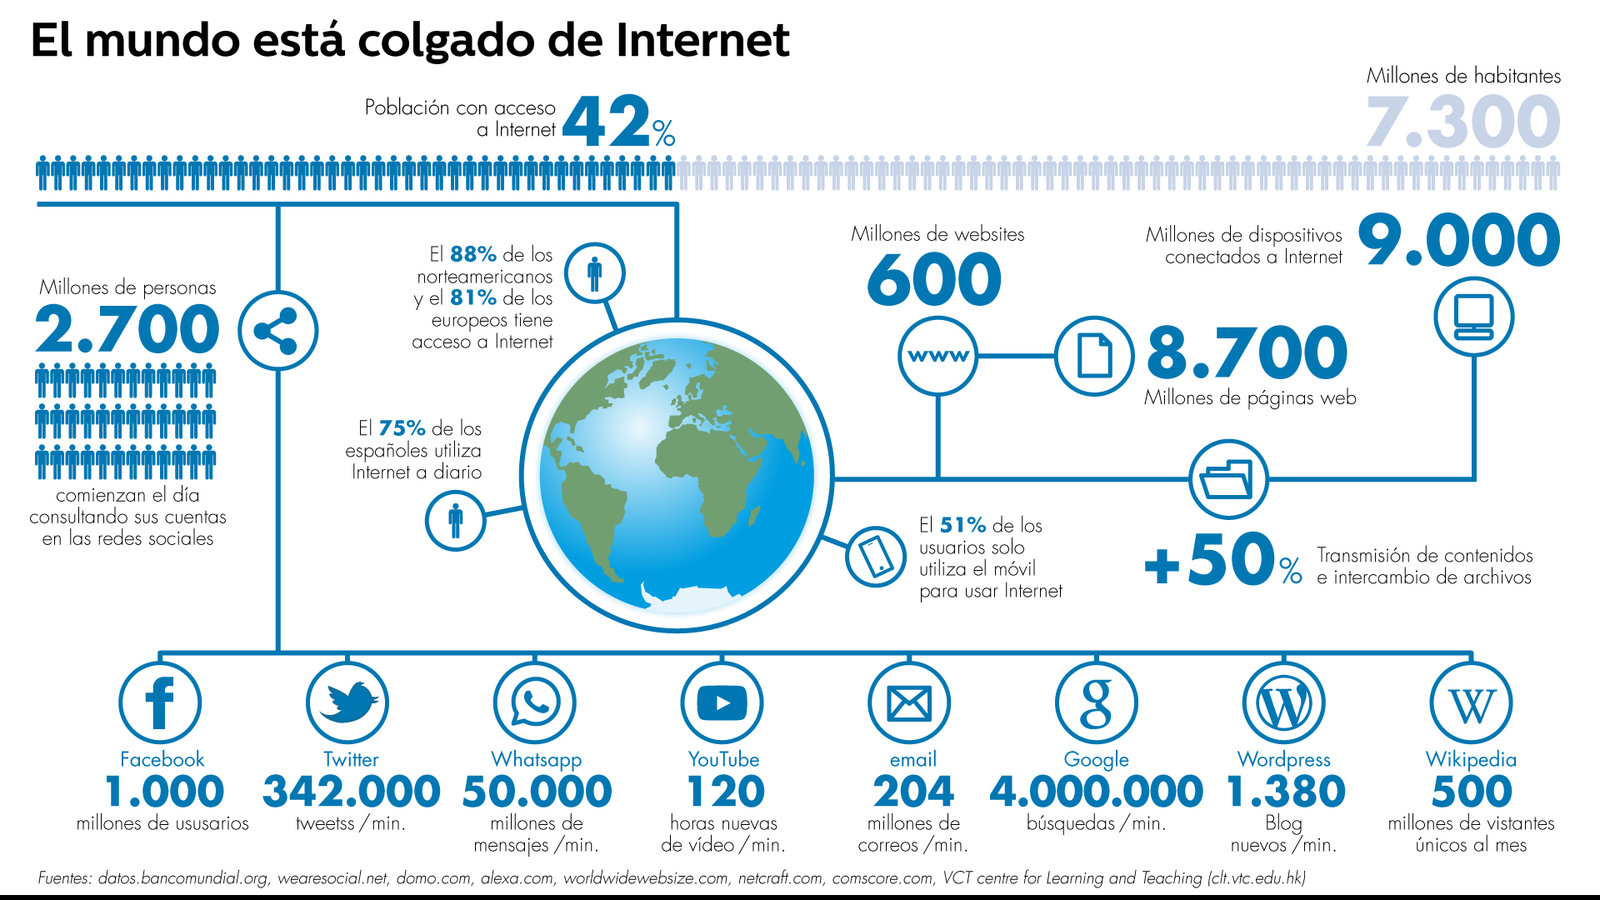 El mundo está colgado de Internet
Población con acceso
a Internet
42%
Millones de habitantes
7.300
El 88% de los
norteamericanos
y el 81% de los
europeos tiene
acceso a Internet
Millones de websites
600
Millones de dispositivos
conectados a Internet
9.000
Millones de personas
2.700
comienzan el día
consultando sus cuentas
en las redes sociales
www
8.700
Millones de páginas web
El 75% de los
españoles utiliza
Internet a diario
El 51% de los
usuarios solo
utiliza el móvil
para usar Internet
+50%
Transmisión de contenidos
e intercambio de archivos
Facebook
1.000
millones de ususarios
Twitter
342.000
tweetss /min.
Whatsapp
50.000
millones de
mensajes /min.
YouTube
120
horas nuevas
de vídeo /min.
email
204
millones de
correos /min.
Google
4.000.000
búsquedas /min.
Wordpress
1.380
Blog
nuevos /min.
Wikipedia
500
millones de vistantes
únicos al mes
Fuentes: datos.bancomundial.org, wearesocial.net, domo.com, alexa.com, worldwidewebsize.com, netcraft.com, comscore.com, VCT centre for Learning and Teaching (clt.vtc.edu.hk)